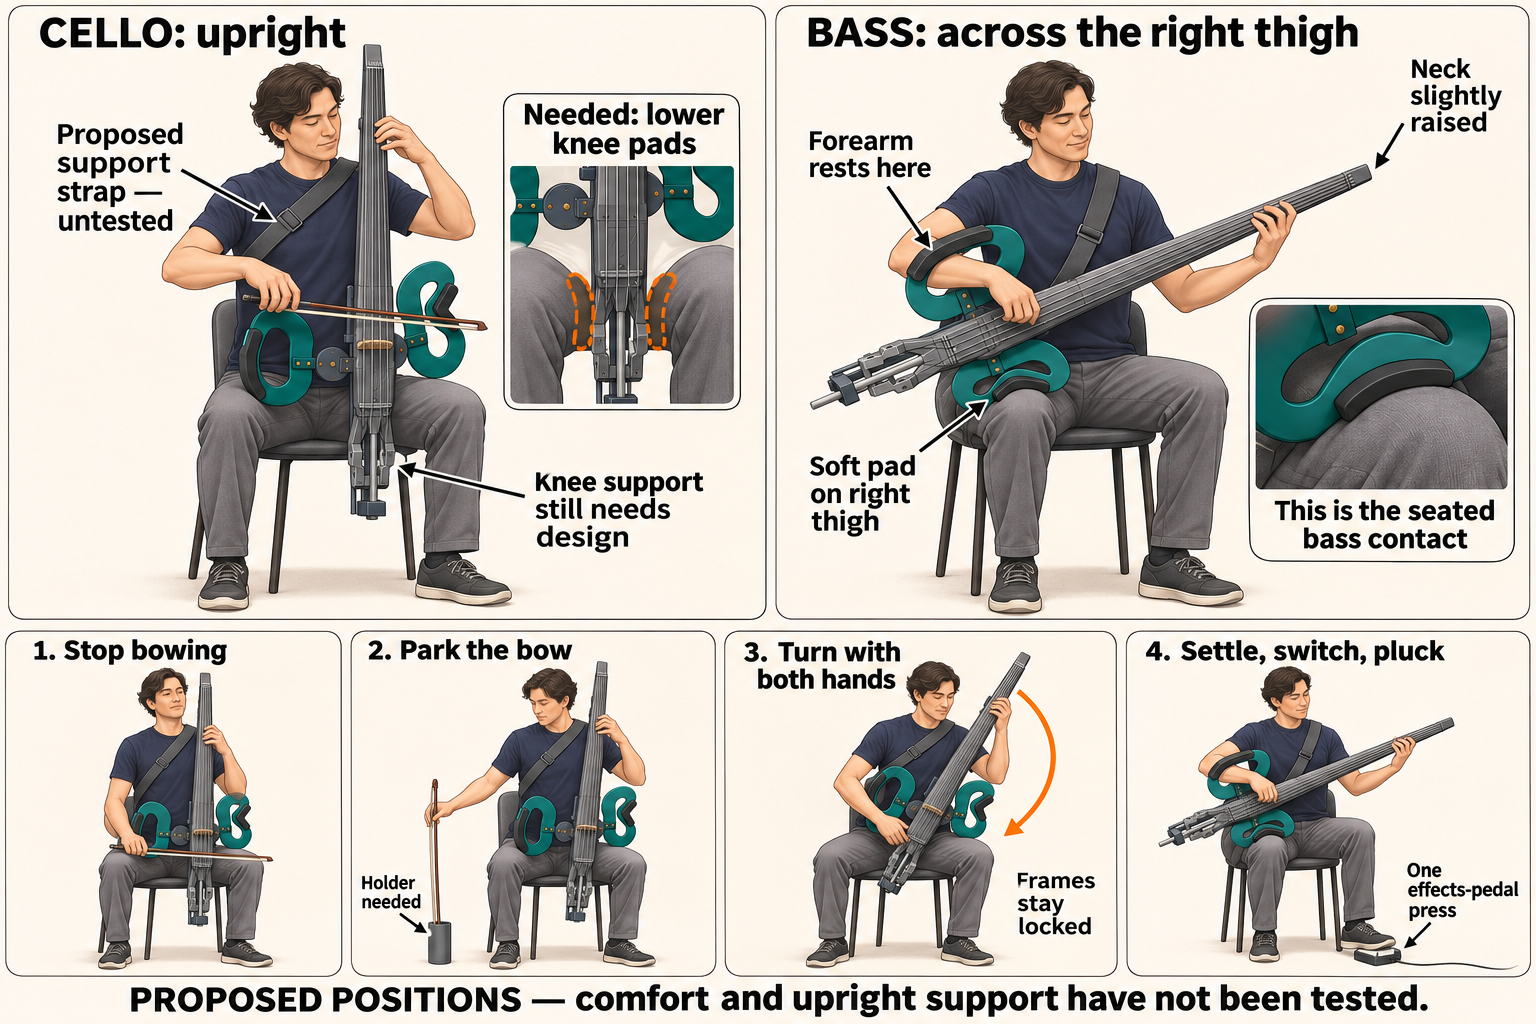 CELLO: upright
Proposed
support
strap —
untested
Needed: lower
knee pads
Knee support
still needs
design
BASS: across the right thigh
Neck
slightly
raised
Forearm
rests here
Soft pad
on right
thigh
This is the seated
bass contact
1. Stop bowing
2. Park the bow
Holder
needed
3. Turn with
both hands
Frames
stay
locked
4. Settle, switch, pluck
One
effects-pedal
press
PROPOSED POSITIONS — comfort and upright support have not been tested.